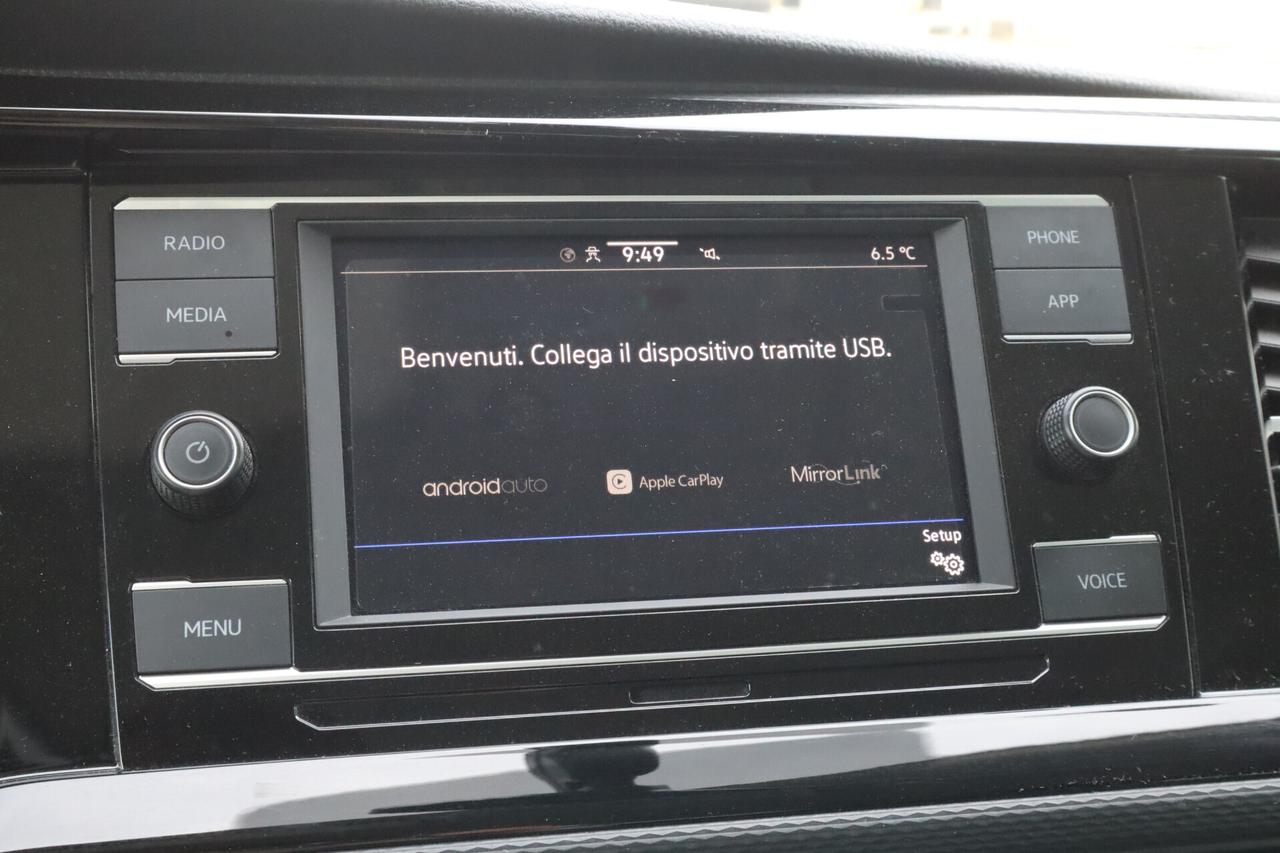 RADIO
MEDIA
MENU
9:49
6.5 °C
Benvenuti. Collega il dispositivo tramite USB.
androidauto
Apple CarPlay
MirrorLink
Setup
PHONE
APP
VOICE